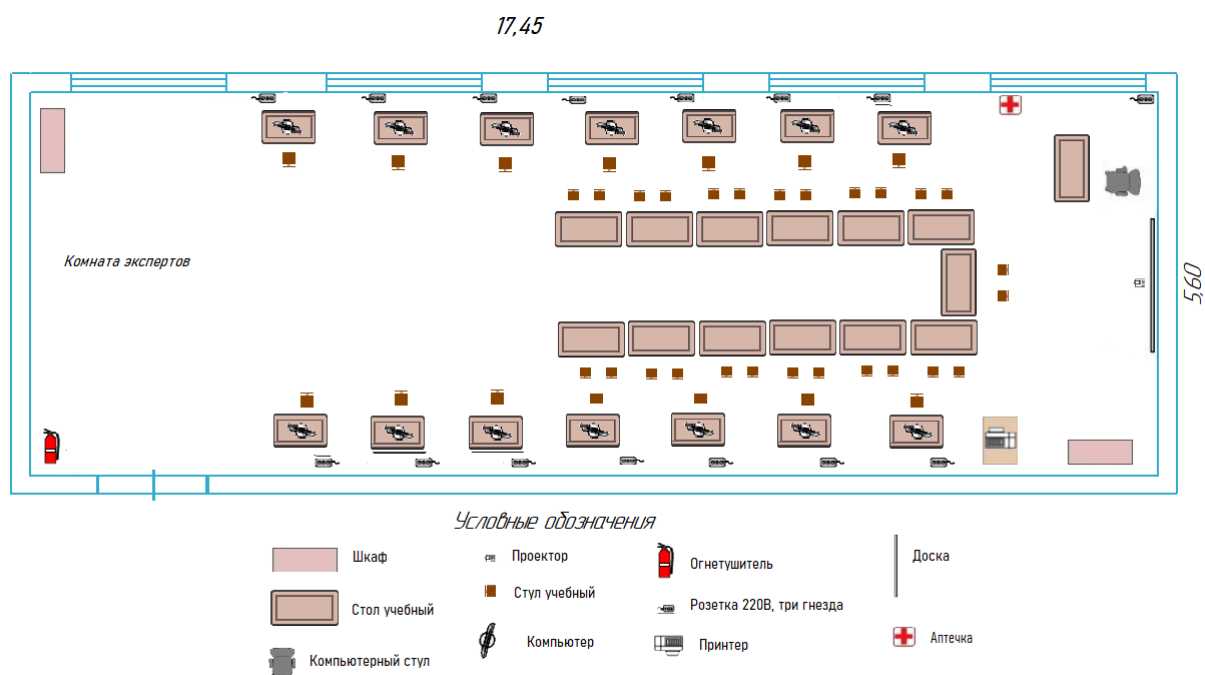 17,45
Комната экспертов
5,60
Условные обозначения
Шкаф
Проектор
Огнетушитель
Доска
Стул учебный
Стол учебный
Розетка 220В, три гнезда
Компьютер
Принтер
Аптечка
Компьютерный стул